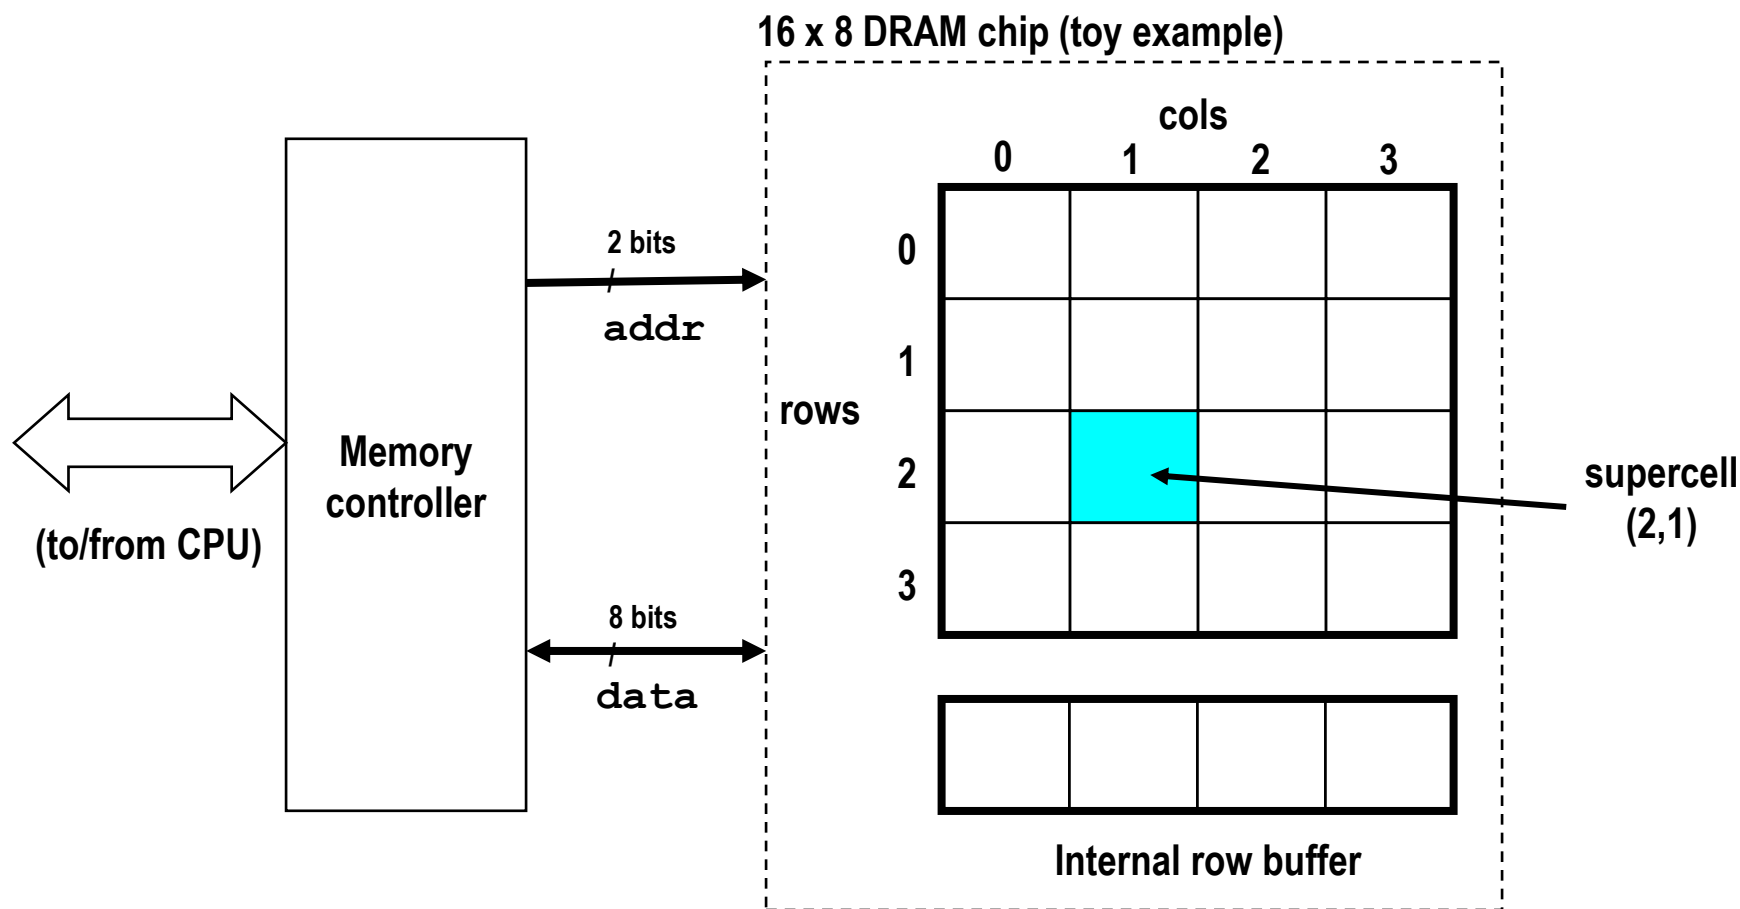 16 x 8 DRAM chip (toy example)
cols
0 1 2 3
0
2 bits
addr
1
rows
Memory
controller
2
supercell
(2,1)
(to/from CPU)
3
8 bits
data
Internal row buffer